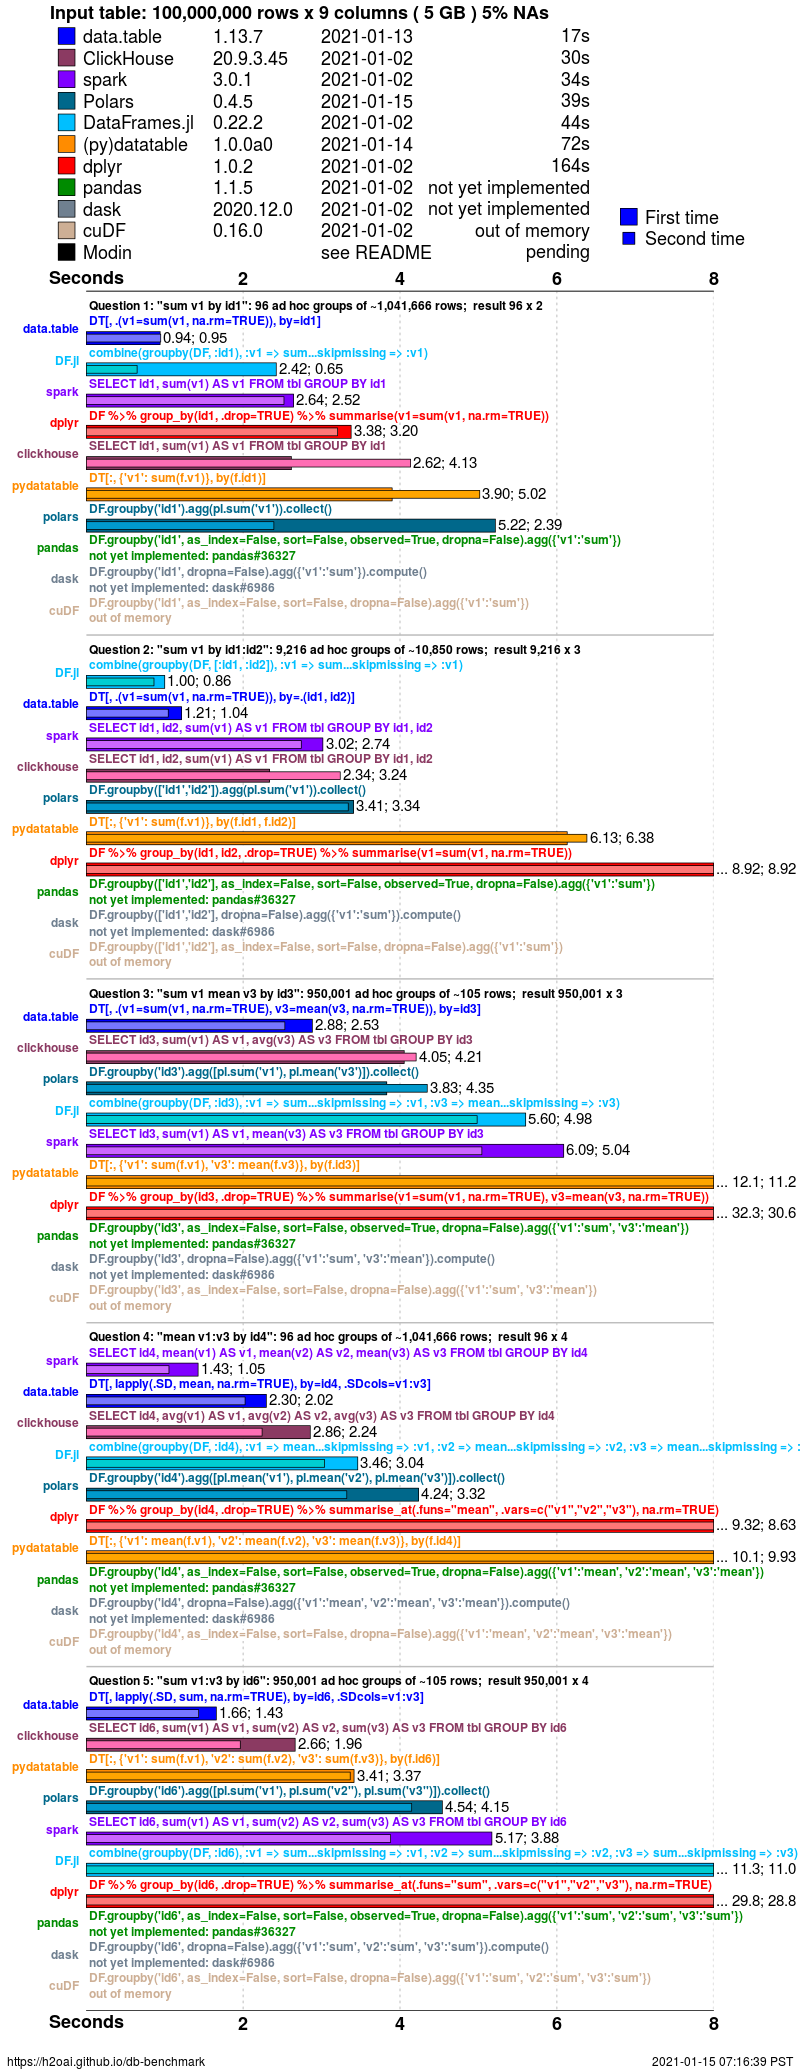 Input table: 100,000,000 rows x 9 columns ( 5 GB ) 5% NAs
data.table 1.13.7 2021-01-13 17s
ClickHouse 20.9.3.45 2021-01-02 30s
spark 3.0.1 2021-01-02 34s
Polars 0.4.5 2021-01-15 39s
DataFrames.jl 0.22.2 2021-01-02 44s
(py)datatable 1.0.0a0 2021-01-14 72s
dplyr 1.0.2 2021-01-02 164s
pandas 1.1.5 2021-01-02 not yet implemented
dask 2020.12.0 2021-01-02 not yet implemented
cuDF 0.16.0 2021-01-02 out of memory
Modin see README pending
First time
Second time
Seconds 2 4 6 8
Question 1: "sum v1 by id1": 96 ad hoc groups of ~1,041,666 rows; result 96 x 2
DT[, .(v1=sum(v1, na.rm=TRUE)), by=id1]
data.table 0.94; 0.95
combine(groupby(DF, :id1), :v1 => sum...skipmissing => :v1)
DF.jl 2.42; 0.65
SELECT id1, sum(v1) AS v1 FROM tbl GROUP BY id1
spark 2.64; 2.52
DF %>% group_by(id1, .drop=TRUE) %>% summarise(v1=sum(v1, na.rm=TRUE))
dplyr 3.38; 3.20
SELECT id1, sum(v1) AS v1 FROM tbl GROUP BY id1
clickhouse 2.62; 4.13
DT[:, {'v1': sum(f.v1)}, by(f.id1)]
pydatatable 3.90; 5.02
DF.groupby('id1').agg(pl.sum('v1')).collect()
polars 5.22; 2.39
DF.groupby('id1', as_index=False, sort=False, observed=True, dropna=False).agg({'v1':'sum'})
pandas not yet implemented: pandas#36327
DF.groupby('id1', dropna=False).agg({'v1':'sum'}).compute()
dask not yet implemented: dask#6986
DF.groupby('id1', as_index=False, sort=False, dropna=False).agg({'v1':'sum'})
cuDF out of memory
Question 2: "sum v1 by id1:id2": 9,216 ad hoc groups of ~10,850 rows; result 9,216 x 3
combine(groupby(DF, [:id1, :id2]), :v1 => sum...skipmissing => :v1)
DF.jl 1.00; 0.86
DT[, .(v1=sum(v1, na.rm=TRUE)), by=.(id1, id2)]
data.table 1.21; 1.04
SELECT id1, id2, sum(v1) AS v1 FROM tbl GROUP BY id1, id2
spark 3.02; 2.74
SELECT id1, id2, sum(v1) AS v1 FROM tbl GROUP BY id1, id2
clickhouse 2.34; 3.24
DF.groupby(['id1','id2']).agg(pl.sum('v1')).collect()
polars 3.41; 3.34
DT[:, {'v1': sum(f.v1)}, by(f.id1, f.id2)]
pydatatable 6.13; 6.38
DF %>% group_by(id1, id2, .drop=TRUE) %>% summarise(v1=sum(v1, na.rm=TRUE))
dplyr ... 8.92; 8.92
DF.groupby(['id1','id2'], as_index=False, sort=False, observed=True, dropna=False).agg({'v1':'sum'})
pandas not yet implemented: pandas#36327
DF.groupby(['id1','id2'], dropna=False).agg({'v1':'sum'}).compute()
dask not yet implemented: dask#6986
DF.groupby(['id1','id2'], as_index=False, sort=False, dropna=False).agg({'v1':'sum'})
cuDF out of memory
Question 3: "sum v1 mean v3 by id3": 950,001 ad hoc groups of ~105 rows; result 950,001 x 3
DT[, .(v1=sum(v1, na.rm=TRUE), v3=mean(v3, na.rm=TRUE)), by=id3]
data.table 2.88; 2.53
SELECT id3, sum(v1) AS v1, avg(v3) AS v3 FROM tbl GROUP BY id3
clickhouse 4.05; 4.21
DF.groupby('id3').agg([pl.sum('v1'), pl.mean('v3')]).collect()
polars 3.83; 4.35
combine(groupby(DF, :id3), :v1 => sum...skipmissing => :v1, :v3 => mean...skipmissing => :v3)
DF.jl 5.60; 4.98
SELECT id3, sum(v1) AS v1, mean(v3) AS v3 FROM tbl GROUP BY id3
spark 6.09; 5.04
DT[:, {'v1': sum(f.v1), 'v3': mean(f.v3)}, by(f.id3)]
pydatatable ... 12.1; 11.2
DF %>% group_by(id3, .drop=TRUE) %>% summarise(v1=sum(v1, na.rm=TRUE), v3=mean(v3, na.rm=TRUE))
dplyr ... 32.3; 30.6
DF.groupby('id3', as_index=False, sort=False, observed=True, dropna=False).agg({'v1':'sum', 'v3':'mean'})
pandas not yet implemented: pandas#36327
DF.groupby('id3', dropna=False).agg({'v1':'sum', 'v3':'mean'}).compute()
dask not yet implemented: dask#6986
DF.groupby('id3', as_index=False, sort=False, dropna=False).agg({'v1':'sum', 'v3':'mean'})
cuDF out of memory
Question 4: "mean v1:v3 by id4": 96 ad hoc groups of ~1,041,666 rows; result 96 x 4
SELECT id4, mean(v1) AS v1, mean(v2) AS v2, mean(v3) AS v3 FROM tbl GROUP BY id4
spark 1.43; 1.05
DT[, lapply(.SD, mean, na.rm=TRUE), by=id4, .SDcols=v1:v3]
data.table 2.30; 2.02
SELECT id4, avg(v1) AS v1, avg(v2) AS v2, avg(v3) AS v3 FROM tbl GROUP BY id4
clickhouse 2.86; 2.24
combine(groupby(DF, :id4), :v1 => mean...skipmissing => :v1, :v2 => mean...skipmissing => :v2, :v3 => mean...skipmissing => :
DF.jl 3.46; 3.04
DF.groupby('id4').agg([pl.mean('v1'), pl.mean('v2'), pl.mean('v3')]).collect()
polars 4.24; 3.32
DF %>% group_by(id4, .drop=TRUE) %>% summarise_at(.funs="mean", .vars=c("v1","v2","v3"), na.rm=TRUE)
dplyr ... 9.32; 8.63
DT[:, {'v1': mean(f.v1), 'v2': mean(f.v2), 'v3': mean(f.v3)}, by(f.id4)]
pydatatable ... 10.1; 9.93
DF.groupby('id4', as_index=False, sort=False, observed=True, dropna=False).agg({'v1':'mean', 'v2':'mean', 'v3':'mean'})
pandas not yet implemented: pandas#36327
DF.groupby('id4', dropna=False).agg({'v1':'mean', 'v2':'mean', 'v3':'mean'}).compute()
dask not yet implemented: dask#6986
DF.groupby('id4', as_index=False, sort=False, dropna=False).agg({'v1':'mean', 'v2':'mean', 'v3':'mean'})
cuDF out of memory
Question 5: "sum v1:v3 by id6": 950,001 ad hoc groups of ~105 rows; result 950,001 x 4
DT[, lapply(.SD, sum, na.rm=TRUE), by=id6, .SDcols=v1:v3]
data.table 1.66; 1.43
SELECT id6, sum(v1) AS v1, sum(v2) AS v2, sum(v3) AS v3 FROM tbl GROUP BY id6
clickhouse 2.66; 1.96
DT[:, {'v1': sum(f.v1), 'v2': sum(f.v2), 'v3': sum(f.v3)}, by(f.id6)]
pydatatable 3.41; 3.37
DF.groupby('id6').agg([pl.sum('v1'), pl.sum('v2"), pl.sum('v3")]).collect()
polars 4.54; 4.15
SELECT id6, sum(v1) AS v1, sum(v2) AS v2, sum(v3) AS v3 FROM tbl GROUP BY id6
spark 5.17; 3.88
combine(groupby(DF, :id6), :v1 => sum...skipmissing => :v1, :v2 => sum...skipmissing => :v2, :v3 => sum...skipmissing => :v3)
DF.jl ... 11.3; 11.0
DF %>% group_by(id6, .drop=TRUE) %>% summarise_at(.funs="sum", .vars=c("v1","v2","v3"), na.rm=TRUE)
dplyr ... 29.8; 28.8
DF.groupby('id6', as_index=False, sort=False, observed=True, dropna=False).agg({'v1':'sum', 'v2':'sum', 'v3':'sum'})
pandas not yet implemented: pandas#36327
DF.groupby('id6', dropna=False).agg({'v1':'sum', 'v2':'sum', 'v3':'sum'}).compute()
dask not yet implemented: dask#6986
DF.groupby('id6', as_index=False, sort=False, dropna=False).agg({'v1':'sum', 'v2':'sum', 'v3':'sum'})
cuDF out of memory
Seconds 2 4 6 8
https://h2oai.github.io/db-benchmark 2021-01-15 07:16:39 PST